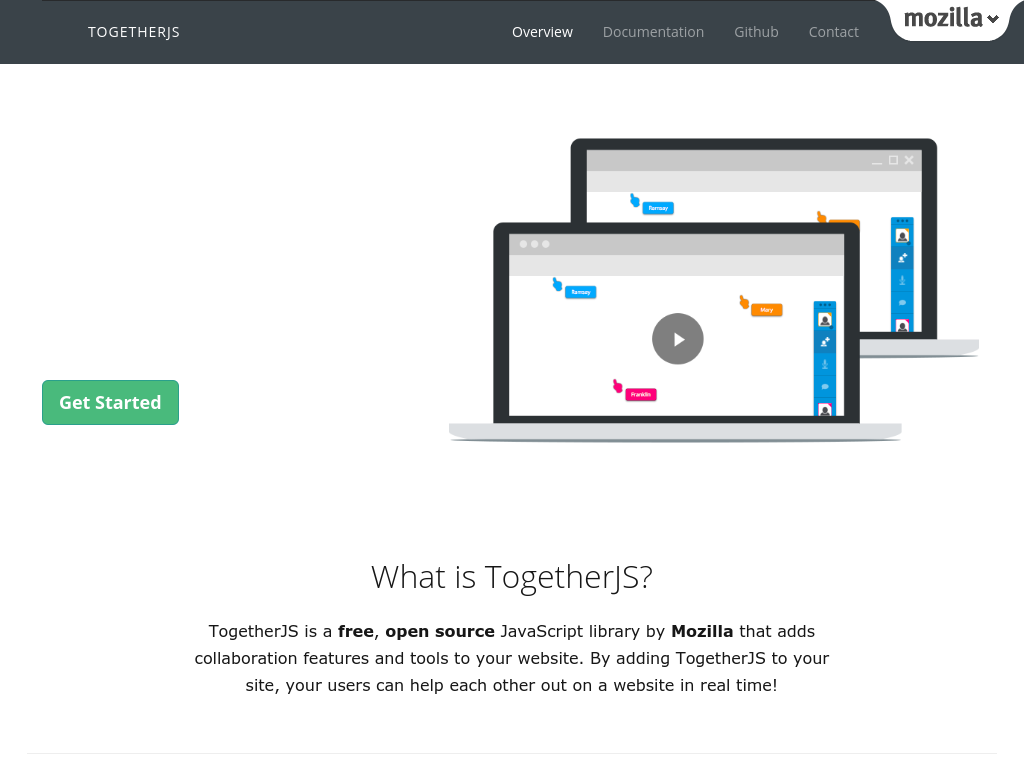 TOGETHERJS
Overview Documentation Github Contact
mozilla
Ramsay
Ramsay
Mary
Franklin
Get Started
What is TogetherJS?
TogetherJS is a free, open source JavaScript library by Mozilla that adds
collaboration features and tools to your website. By adding TogetherJS to your
site, your users can help each other out on a website in real time!